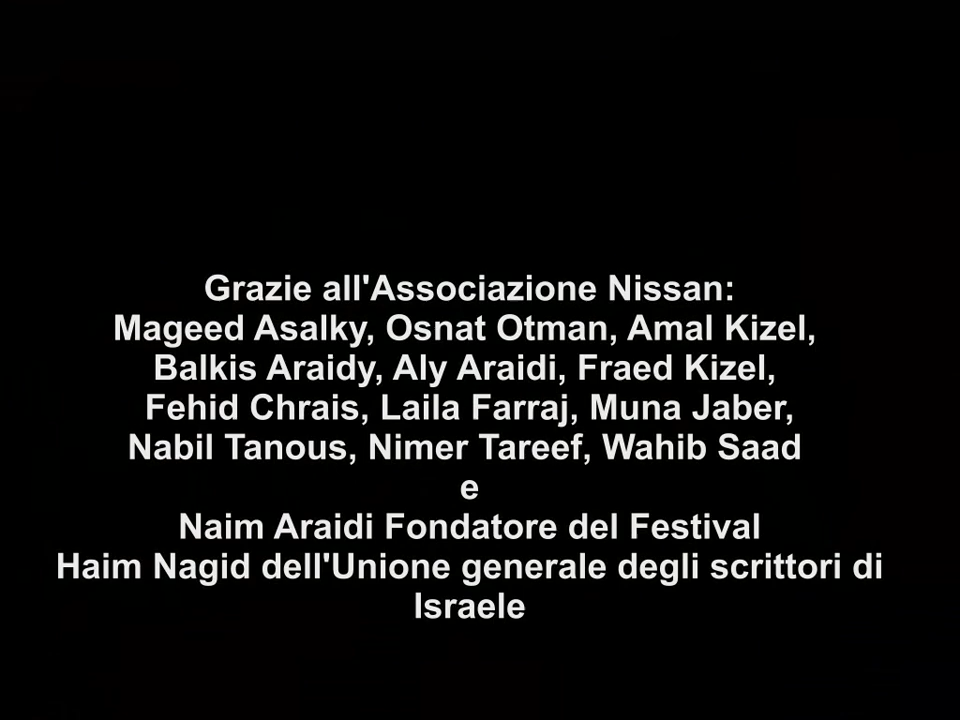 Grazie all'Associazione Nissan:
Mageed Asalky, Osnat Otman, Amal Kizel,
Balkis Araidy, Aly Araidi, Fraed Kizel,
Fehid Chrais, Laila Farraj, Muna Jaber,
Nabil Tanous, Nimer Tareef, Wahib Saad
e
Naim Araidi Fondatore del Festival
Haim Nagid dell'Unione generale degli scrittori di
Israele